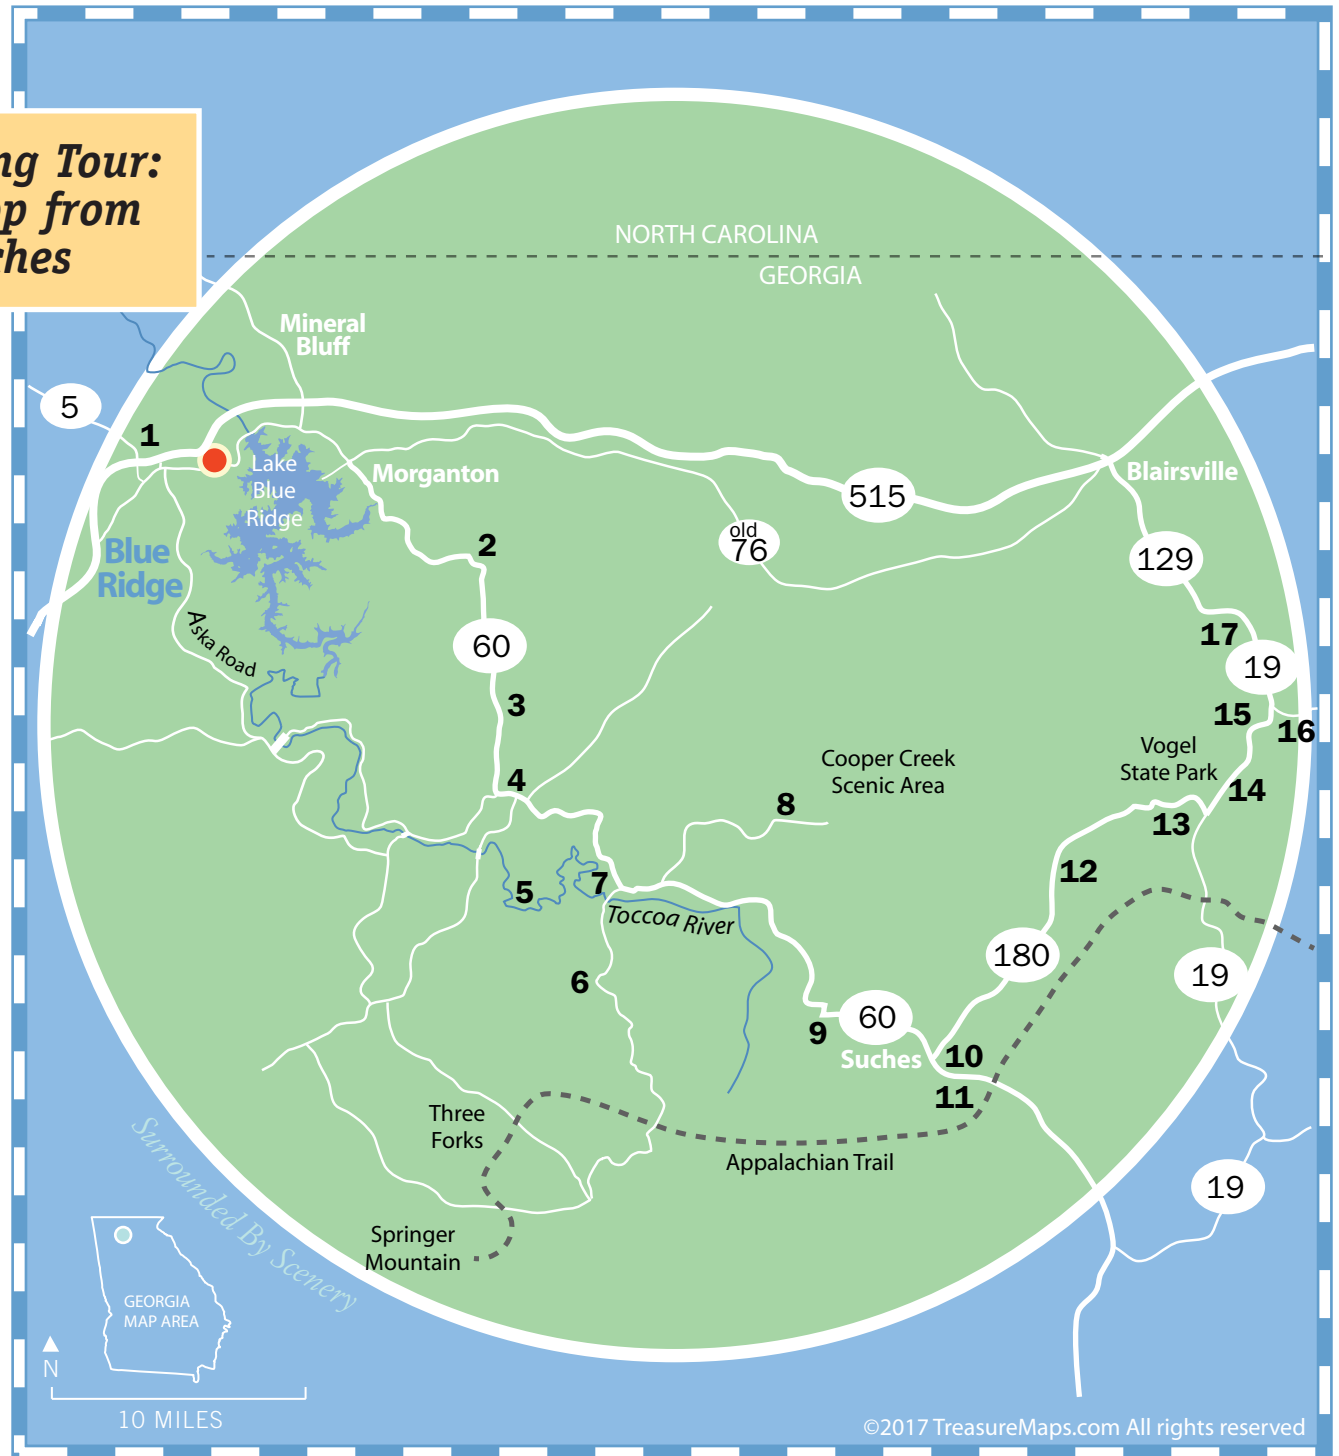 ng Tour:
op from
ches
NORTH CAROLINA
GEORGIA
Mineral
Bluff
5
1
Lake
Blue
Ridge
Morganton
515
Blairsville
old
76
2
129
Blue
Ridge
Aska Road
60
17
19
3
15
16
Vogel
State Park
Cooper Creek
Scenic Area
4
8
14
13
12
5
7
Toccoa River
180
19
6
9
60
Suches
10
11
Three
Forks
Appalachian Trail
19
Springer
Mountain
Surrounded By Scenery
GEORGIA
MAP AREA
N
10 MILES
©2017 TreasureMaps.com All rights reserved